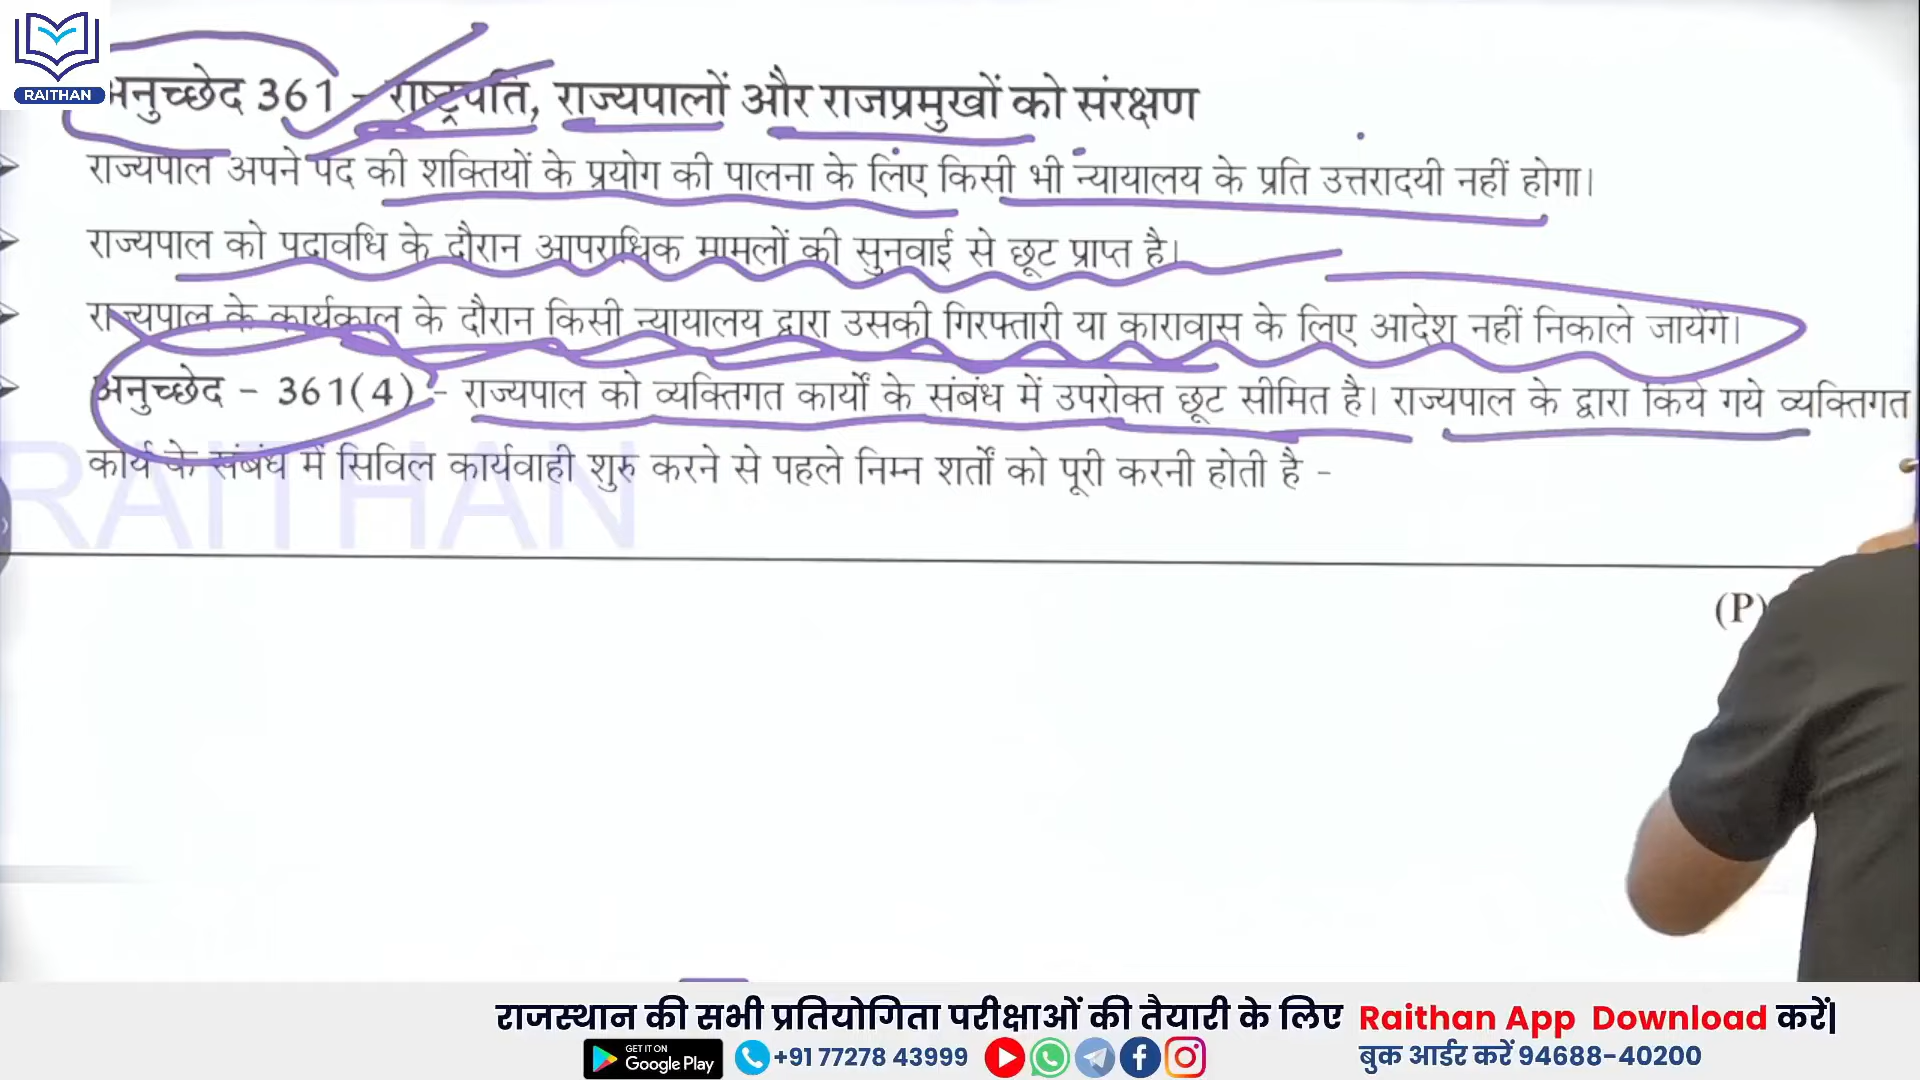 RAITHAN
अनुच्छेद 361 - राष्ट्रपति, राज्यपालों और राजप्रमुखों को संरक्षण
राज्यपाल अपने पद की शक्तियों के प्रयोग की पालना के लिए किसी भी न्यायालय के प्रति उत्तरादयी नहीं होगा।
राज्यपाल को पदावधि के दौरान आपराधिक मामलों की सुनवाई से छूट प्राप्त है।
राज्यपाल के कार्यकाल के दौरान किसी न्यायालय द्वारा उसकी गिरफ्तारी या कारावास के लिए आदेश नहीं निकाले जायेंगे।
अनुच्छेद - 361(4) - राज्यपाल को व्यक्तिगत कार्यों के संबंध में उपरोक्त छूट सीमित है। राज्यपाल के द्वारा किये गये व्यक्तिगत
कार्य के संबंध में सिविल कार्यवाही शुरु करने से पहले निम्न शर्तों को पूरी करनी होती है -
RAITHAN
(P)
राजस्थान की सभी प्रतियोगिता परीक्षाओं की तैयारी के लिए Raithan App Download करें|
GET IT ON
Google Play
+91 77278 43999
बुक आर्डर करें 94688-40200